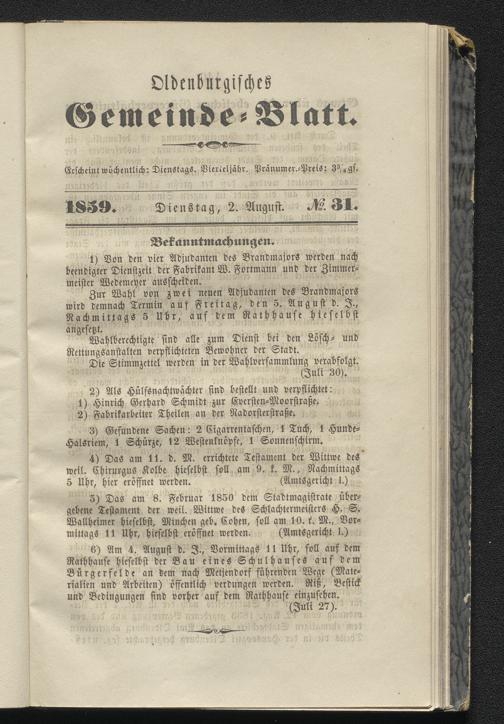 Oldenburgisches
Gemeinde-Blatt.
Erscheint wöchentlich: Dienstags. Vierteljähr. Pränumer.-Preis: 3¾ gf.
1859. Dienstag, 2. August. № 31.
Bekanntmachungen.
1) Von den vier Adjudanten des Brandmajors werden nach
beendigter Dienstzeit der Fabrikant W. Fortmann und der Zimmer-
meister Wedemeyer ausscheiden.
Zur Wahl von zwei neuen Adjudanten des Brandmajors
wird demnach Termin auf Freitag, den 5. August d. J.,
Nachmittags 5 Uhr, auf dem Rathhause hieselbst
angesetzt.
Wahlberechtigte sind alle zum Dienst bei den Lösch- und
Rettungsanstalten verpflichteten Bewohner der Stadt.
Die Stimmzettel werden in der Wahlversammlung verabfolgt.
(Juli 30).
2) Als Hülfsnachtwächter sind bestellt und verpflichtet:
1) Hinrich Gerhard Schmidt zur Eversten-Moorstraße.
2) Fabrikarbeiter Theilen an der Nadorsterstraße.
3) Gefundene Sachen: 2 Cigarrentaschen, 1 Tuch, 1 Hunde-
Halsriem, 1 Schürze, 12 Westenknöpfe, 1 Sonnenschirm.
4) Das am 11. d. M. errichtete Testament der Wittwe des
weil. Chirurgus Kolbe hieselbst soll am 9. k. M., Nachmittags
5 Uhr, hier eröffnet werden. (Amtsgericht I.)
5) Das am 8. Februar 1850 dem Stadtmagistrate über-
gebene Testament der weil. Wittwe des Schlachtermeisters H. S.
Wallheimer hieselbst, Minchen geb. Cohen, soll am 10. k. M., Vor-
mittags 11 Uhr, hieselbst eröffnet werden. (Amtsgericht I.)
6) Am 4. August d. J., Vormittags 11 Uhr, soll auf dem
Rathhause hieselbst der Bau eines Schulhauses auf dem
Bürgerfelde an dem nach Metjendorf führenden Wege (Mate-
rialien und Arbeiten) öffentlich verdungen werden. Riß, Bestick
und Bedingungen sind vorher auf dem Rathhause einzusehen.
(Juli 27).